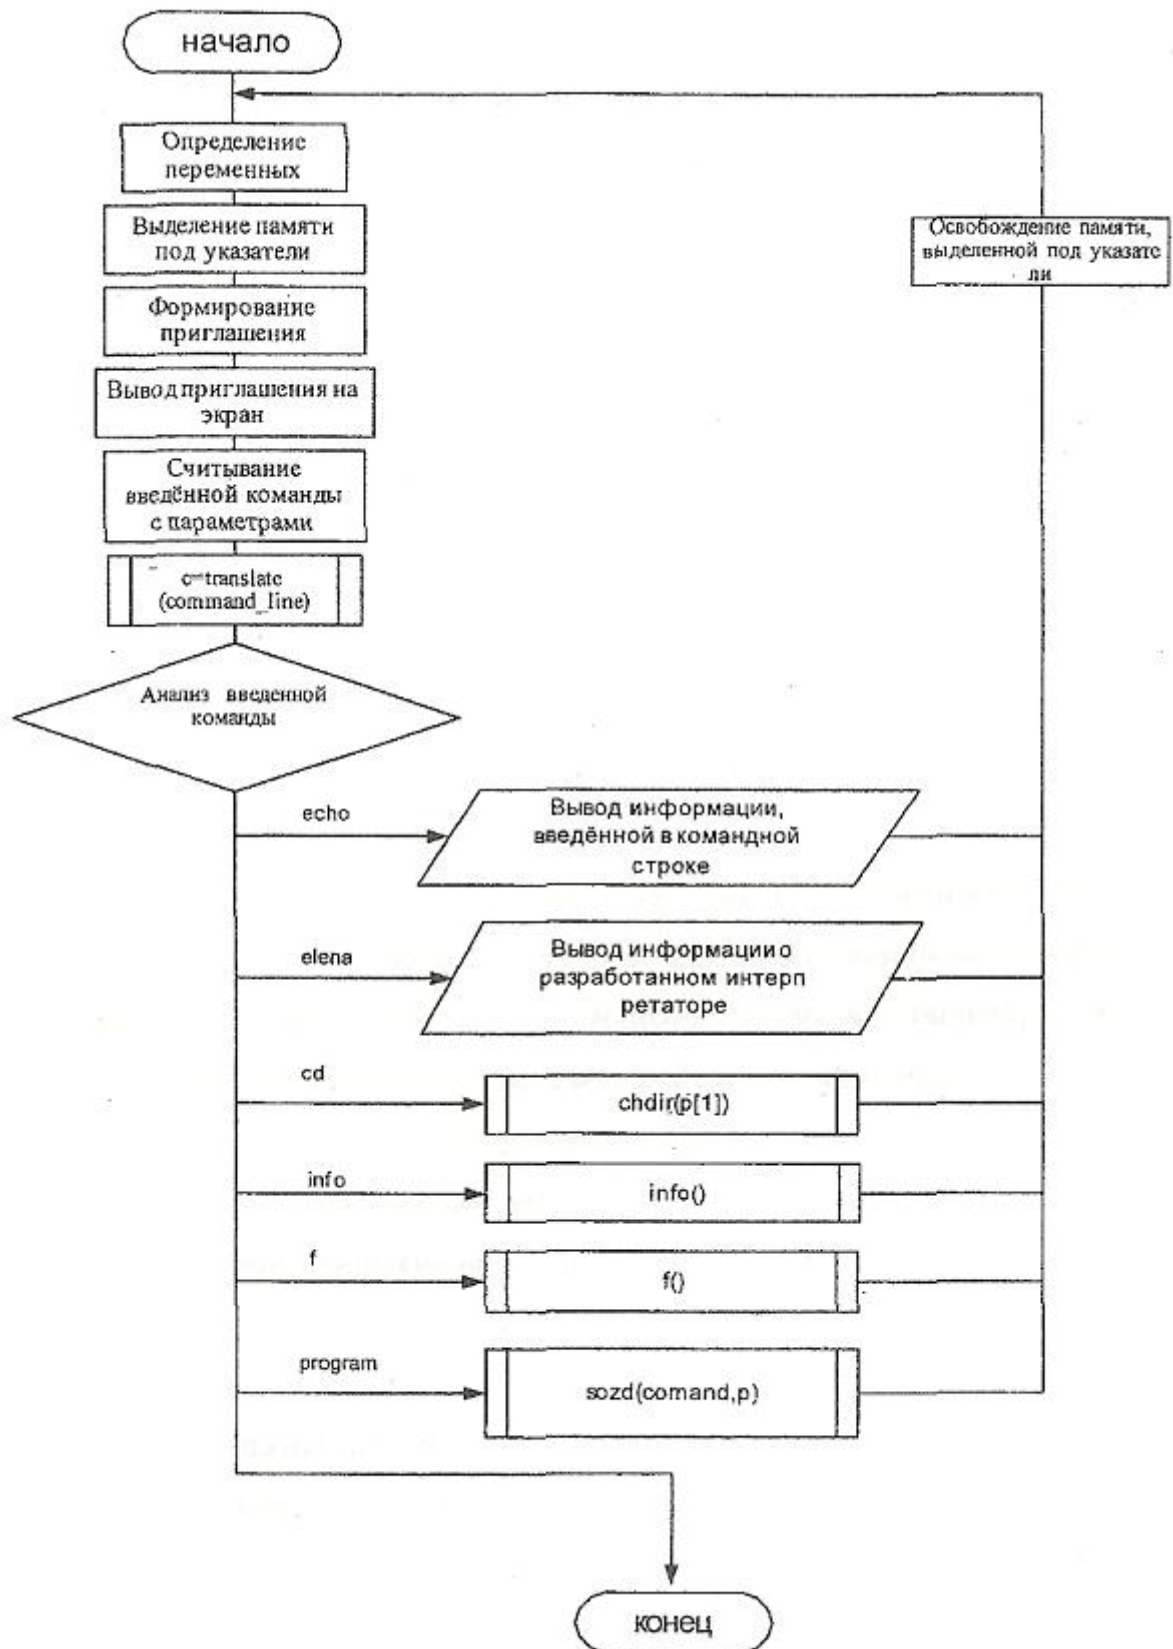 начало
Определение
переменных
Выделение памяти
под указатели
Освобождение памяти,
выделенной под указате
ли
Формирование
приглашения
Вывод приглашения на
экран
Считывание
введённой команды
с параметрами
c=translate
(command_line)
Анализ введенной
команды
echo
Вывод информации,
введённой в командной
строке
elena
Вывод информации о
разработанном интерп
ретаторе
cd
chdir(p[1])
info
info()
f
f()
program
sozd(comand,p)
конец